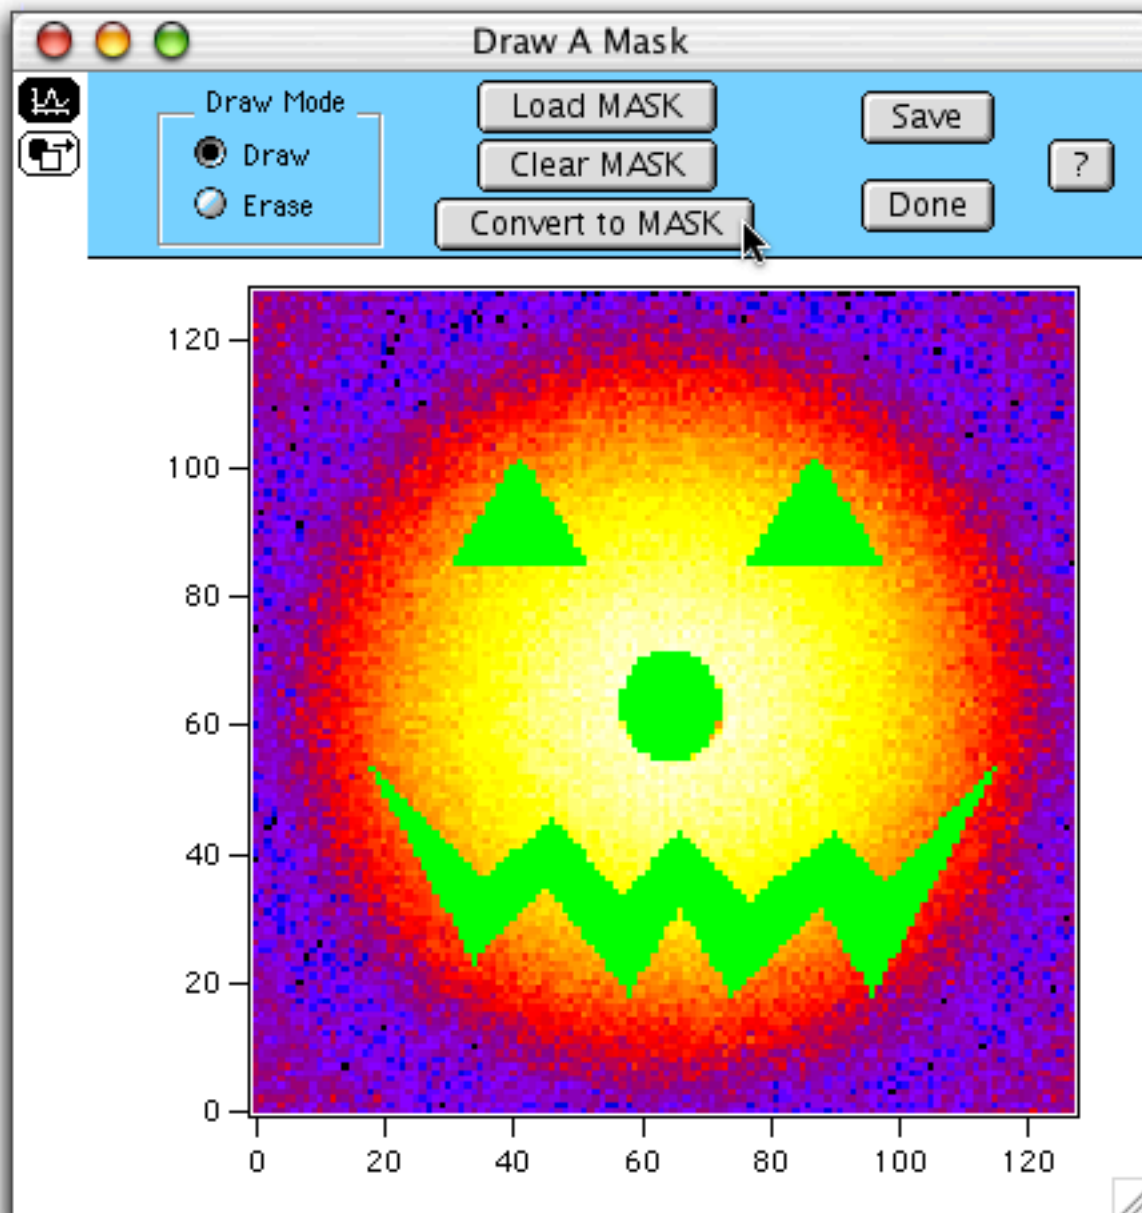 Draw A Mask
Draw Mode
Draw
Erase
Load MASK
Clear MASK
Convert to MASK
Save
Done
?
120
100
80
60
40
20
0
0 20 40 60 80 100 120